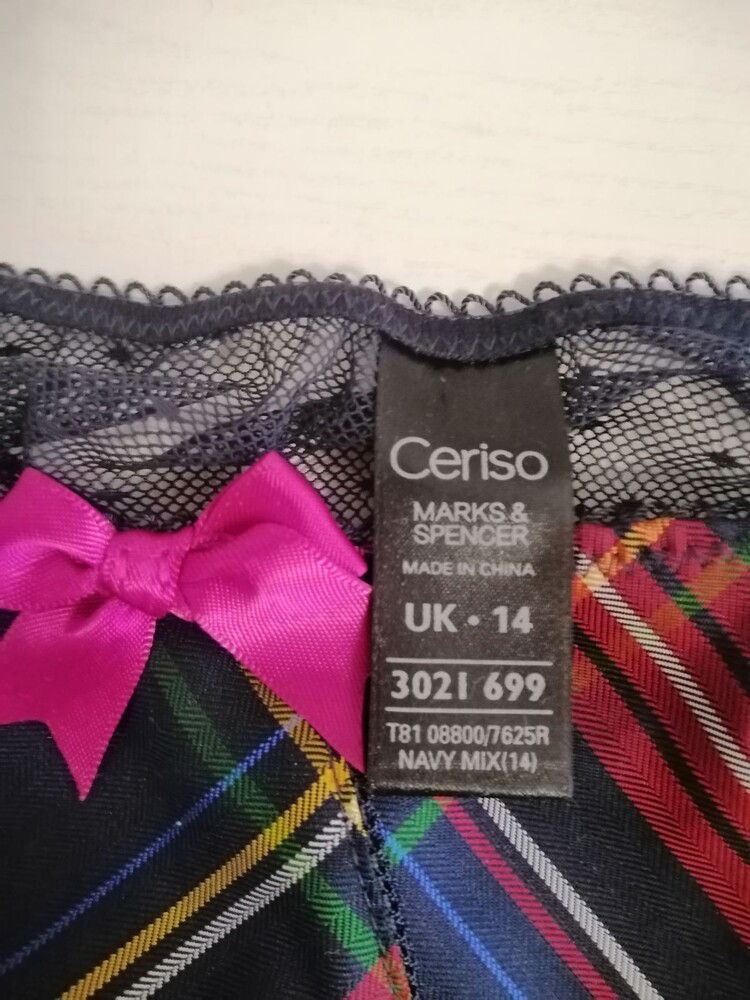 Ceriso
MARKS &
SPENCER
MADE IN CHINA
UK • 14
3021 699
T81 08800/7625R
NAVY MIX(14)